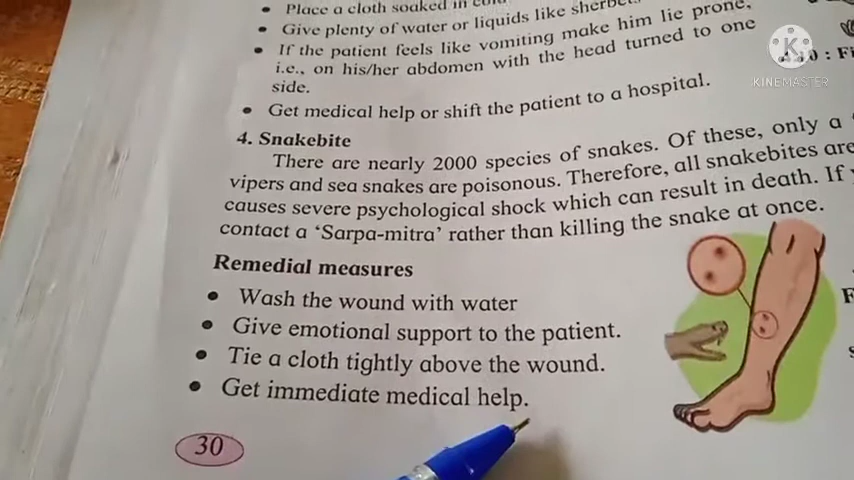 Place a cloth soaked in cold
Give plenty of water or liquids like sherbets
If the patient feels like vomiting make him lie prone,
i.e., on his/her abdomen with the head turned to one
side.
Get medical help or shift the patient to a hospital.
4. Snakebite
There are nearly 2000 species of snakes. Of these, only a
vipers and sea snakes are poisonous. Therefore, all snakebites are
causes severe psychological shock which can result in death. If
contact a ‘Sarpa-mitra’ rather than killing the snake at once.
Remedial measures
Wash the wound with water
Give emotional support to the patient.
Tie a cloth tightly above the wound.
Get immediate medical help.
30
KINEMASTER